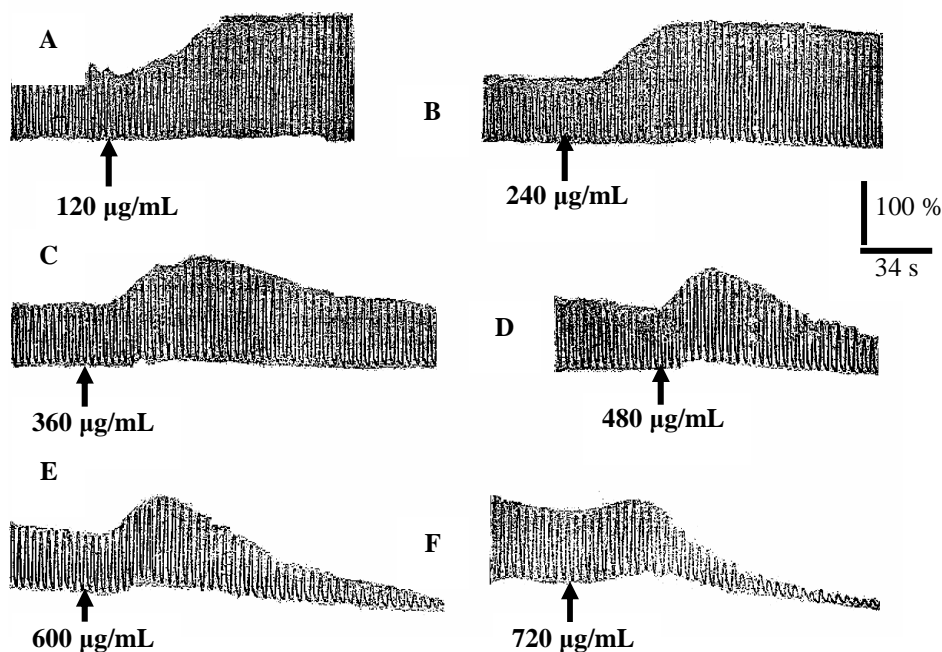 A
B
120 μg/mL
240 μg/mL
100 %
34 s
C
D
360 μg/mL
480 μg/mL
E
F
600 μg/mL
720 μg/mL